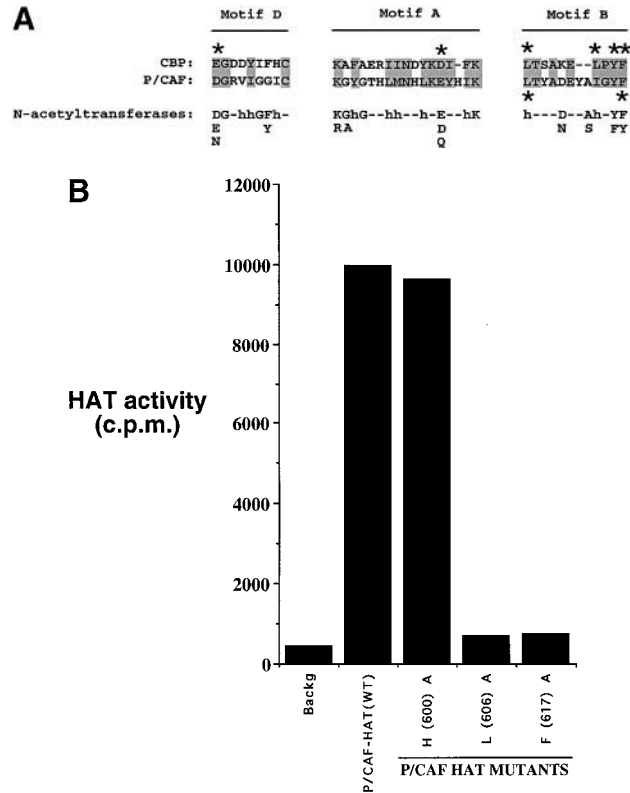 A
Motif D Motif A Motif B
* * * * **
CBP: EGDDYIFHC KAFAERIINDYKDI-FK LTSAKE--LPYF
P/CAF: DGRVIGGIC KGYGTHLMNHLKEYHIK LTYADEYAIGYF
* *
N-acetyltransferases: DG-hhGFh- KGhG--hh--h-E--hK h---D---Ah-YF
E Y RA D N S FY
N Q
B
12000
10000
8000
6000
4000
2000
0
HAT activity
(c.p.m.)
Backg
P/CAF-HAT(WT)
H (600) A
L (606) A
F (617) A
P/CAF HAT MUTANTS